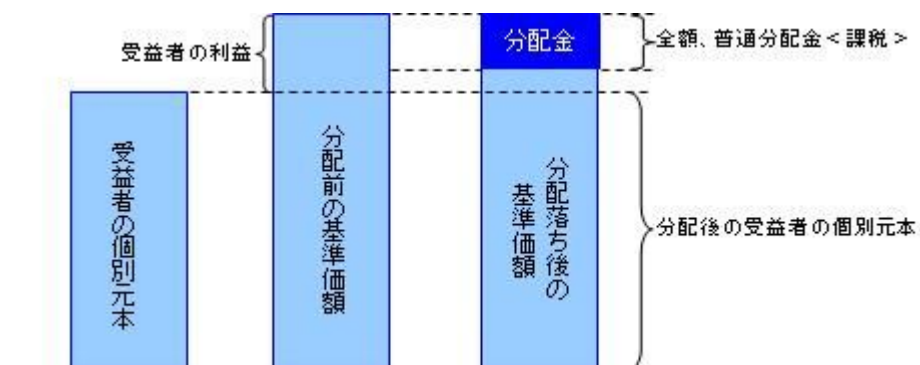 受益者の利益
分配金
全額、普通分配金＜課税＞
受益者の個別元本
分配前の基準価額
分配落ち後の
基準価額
分配後の受益者の個別元本